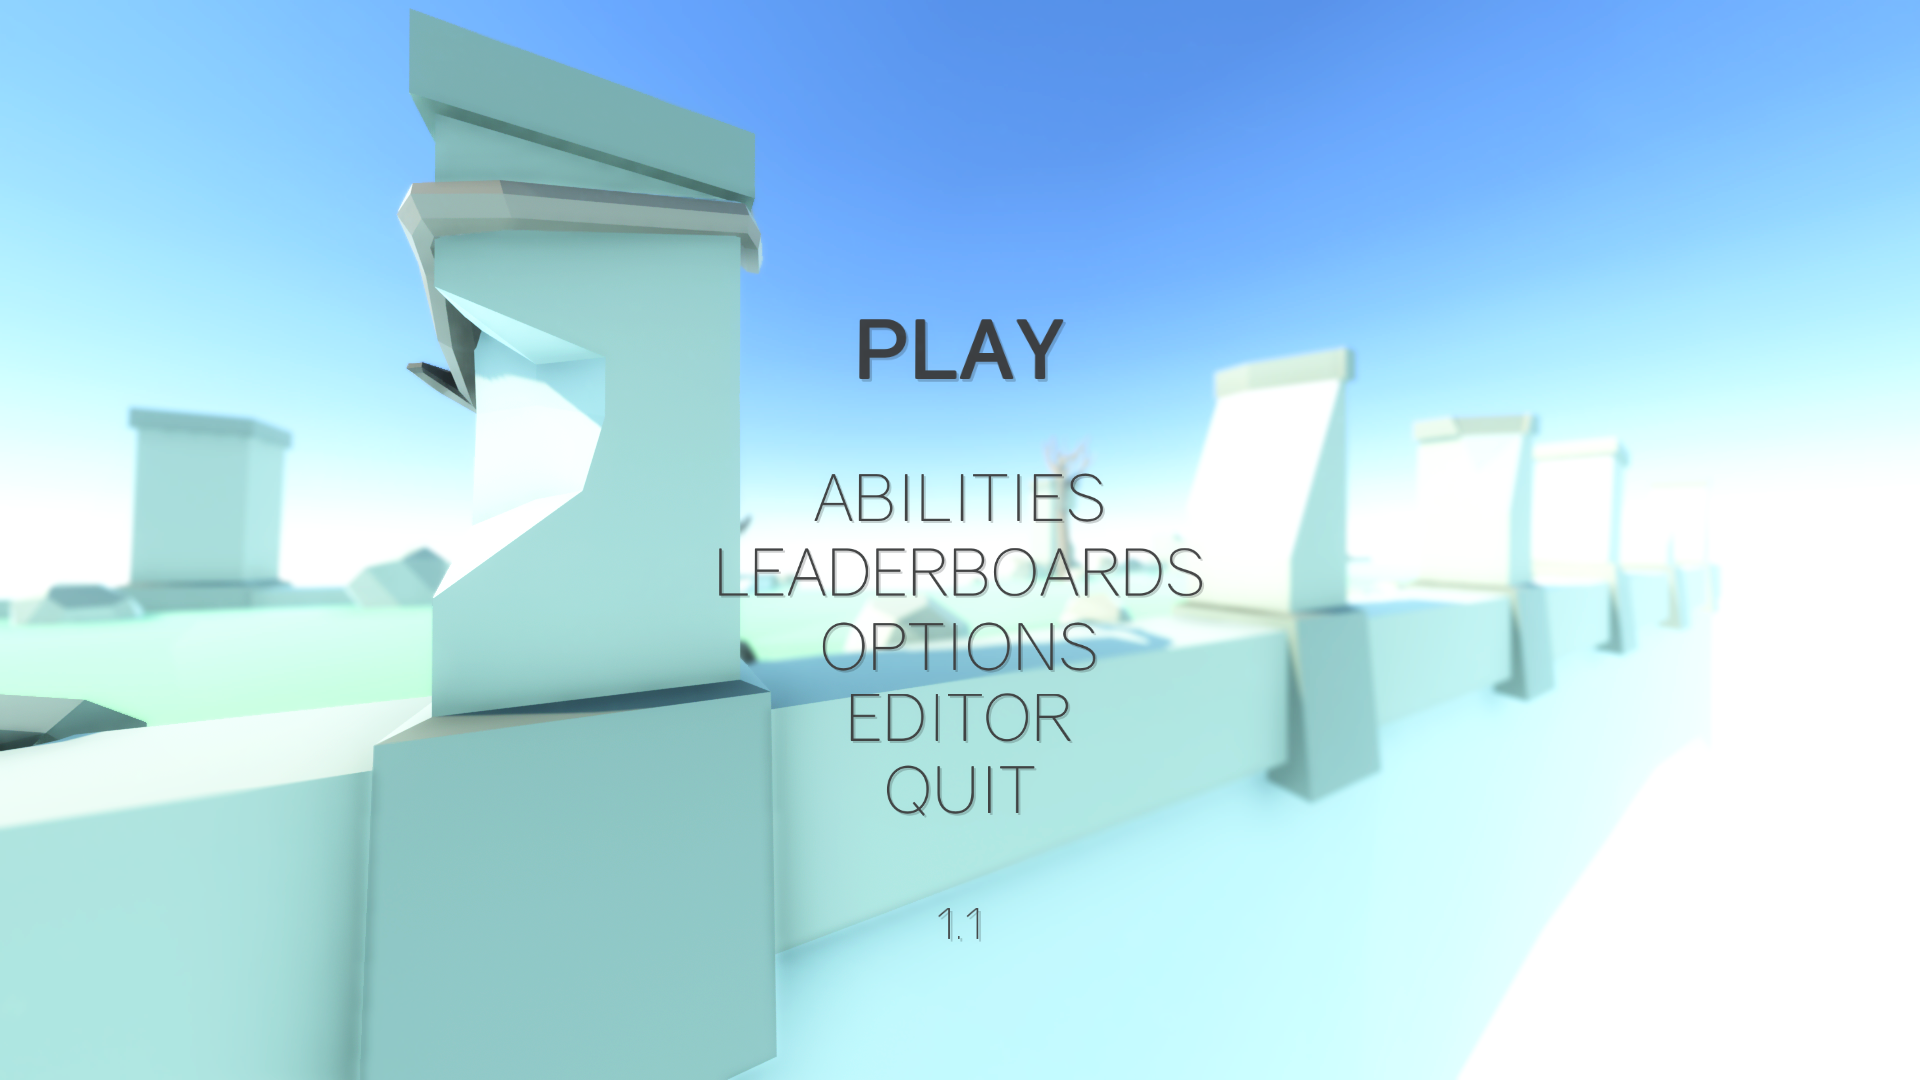 PLAY
ABILITIES
LEADERBOARDS
OPTIONS
EDITOR
QUIT
1.1